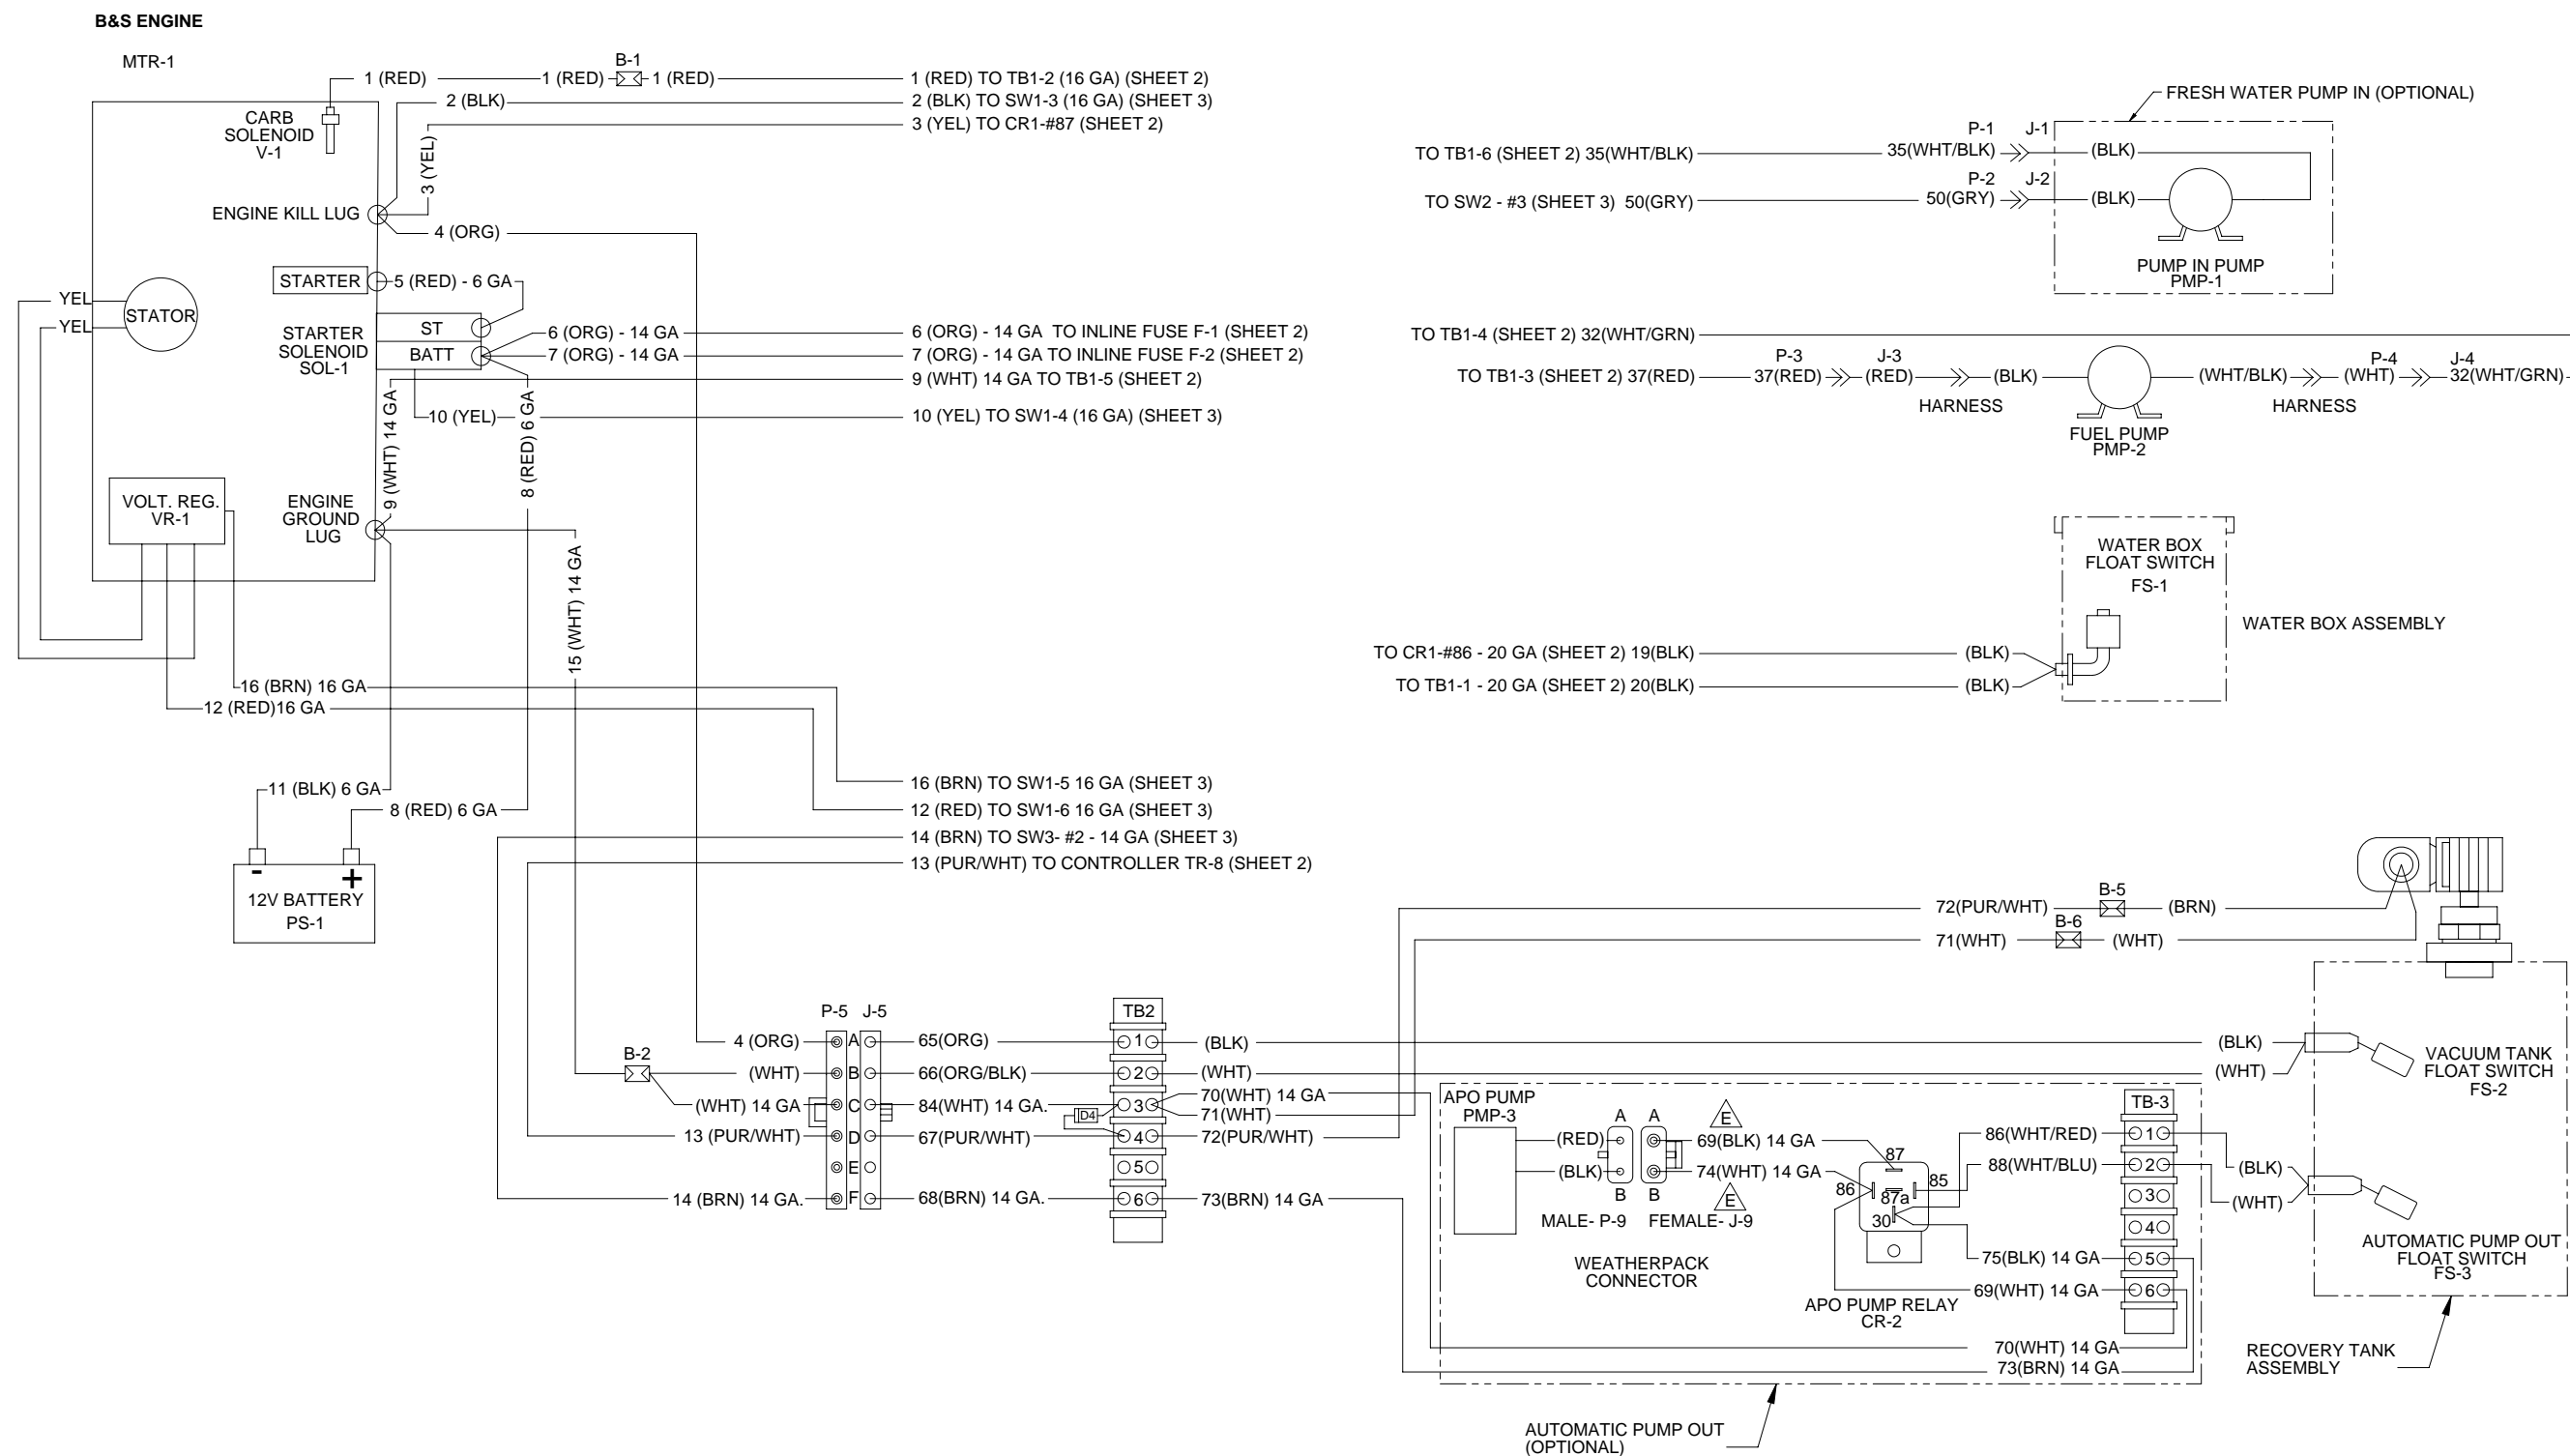 B&S ENGINE
MTR-1
B-1
1 (RED)
1 (RED)
1 (RED)
1 (RED) TO TB1-2 (16 GA) (SHEET 2)
2 (BLK)
2 (BLK) TO SW1-3 (16 GA) (SHEET 3)
3 (YEL)
3 (YEL) TO CR1-#87 (SHEET 2)
CARB
SOLENOID
V-1
ENGINE KILL LUG
4 (ORG)
STARTER
5 (RED) - 6 GA
YEL
YEL
STATOR
STARTER
SOLENOID
SOL-1
ST
BATT
6 (ORG) - 14 GA
7 (ORG) - 14 GA
6 (ORG) - 14 GA TO INLINE FUSE F-1 (SHEET 2)
7 (ORG) - 14 GA TO INLINE FUSE F-2 (SHEET 2)
9 (WHT) 14 GA TO TB1-5 (SHEET 2)
10 (YEL)
10 (YEL) TO SW1-4 (16 GA) (SHEET 3)
9 (WHT) 14 GA
8 (RED) 6 GA
VOLT. REG.
VR-1
ENGINE
GROUND
LUG
15 (WHT) 14 GA
16 (BRN) 16 GA
12 (RED)16 GA
11 (BLK) 6 GA
8 (RED) 6 GA
-
+
12V BATTERY
PS-1
16 (BRN) TO SW1-5 16 GA (SHEET 3)
12 (RED) TO SW1-6 16 GA (SHEET 3)
14 (BRN) TO SW3- #2 - 14 GA (SHEET 3)
13 (PUR/WHT) TO CONTROLLER TR-8 (SHEET 2)
FRESH WATER PUMP IN (OPTIONAL)
P-1
J-1
TO TB1-6 (SHEET 2) 35(WHT/BLK)
35(WHT/BLK)
(BLK)
P-2
J-2
TO SW2 - #3 (SHEET 3) 50(GRY)
50(GRY)
(BLK)
PUMP IN PUMP
PMP-1
TO TB1-4 (SHEET 2) 32(WHT/GRN)
P-3
J-3
P-4
J-4
TO TB1-3 (SHEET 2) 37(RED)
37(RED)
(RED)
(BLK)
(WHT/BLK)
(WHT)
32(WHT/GRN)
HARNESS
HARNESS
FUEL PUMP
PMP-2
WATER BOX
FLOAT SWITCH
FS-1
WATER BOX ASSEMBLY
TO CR1-#86 - 20 GA (SHEET 2) 19(BLK)
(BLK)
TO TB1-1 - 20 GA (SHEET 2) 20(BLK)
(BLK)
72(PUR/WHT)
B-5
(BRN)
71(WHT)
B-6
(WHT)
P-5
J-5
TB2
B-2
4 (ORG)
A
65(ORG)
1
(BLK)
(BLK)
(WHT)
B
66(ORG/BLK)
2
(WHT)
(WHT)
(WHT) 14 GA
C
84(WHT) 14 GA.
D4
3
70(WHT) 14 GA
71(WHT)
13 (PUR/WHT)
D
67(PUR/WHT)
4
72(PUR/WHT)
E
5
14 (BRN) 14 GA.
F
68(BRN) 14 GA.
6
73(BRN) 14 GA
VACUUM TANK
FLOAT SWITCH
FS-2
APO PUMP
PMP-3
(RED)
(BLK)
A
A
B
B
E
69(BLK) 14 GA
74(WHT) 14 GA
E
MALE- P-9
FEMALE- J-9
WEATHERPACK
CONNECTOR
87
86
85
87a
30
APO PUMP RELAY
CR-2
TB-3
86(WHT/RED)
1
88(WHT/BLU)
2
3
4
75(BLK) 14 GA
5
69(WHT) 14 GA
6
(BLK)
(WHT)
AUTOMATIC PUMP OUT
FLOAT SWITCH
FS-3
70(WHT) 14 GA
73(BRN) 14 GA
RECOVERY TANK
ASSEMBLY
AUTOMATIC PUMP OUT
(OPTIONAL)